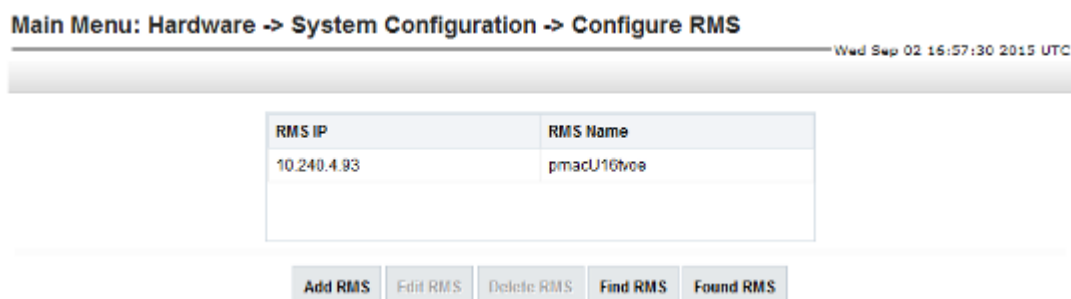 Main Menu: Hardware -> System Configuration -> Configure RMS
Wed Sep 02 16:57:30 2015 UTC
RMS IP RMS Name
10.240.4.93 pmacU16tvoe
Add RMS Edit RMS Delete RMS Find RMS Found RMS